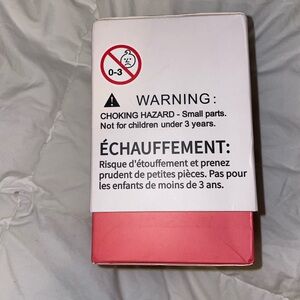 0-3
WARNING:
CHOKING HAZARD - Small parts.
Not for children under 3 years.
ÉCHAUFFEMENT:
Risque d'étouffement et prenez
prudent de petites pièces. Pas pour
les enfants de moins de 3 ans.